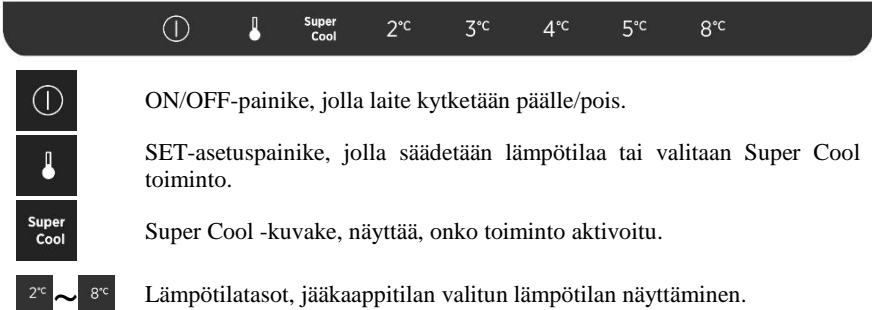 Super Cool 2°C 3°C 4°C 5°C 8°C
ON/OFF-painike, jolla laite kytketään päälle/pois.
SET-asetuspainike, jolla säädetään lämpötilaa tai valitaan Super Cool
toiminto.
Super
Cool
Super Cool -kuvake, näyttää, onko toiminto aktivoitu.
2°C ~ 8°C
Lämpötilatasot, jääkaappitilan valitun lämpötilan näyttäminen.